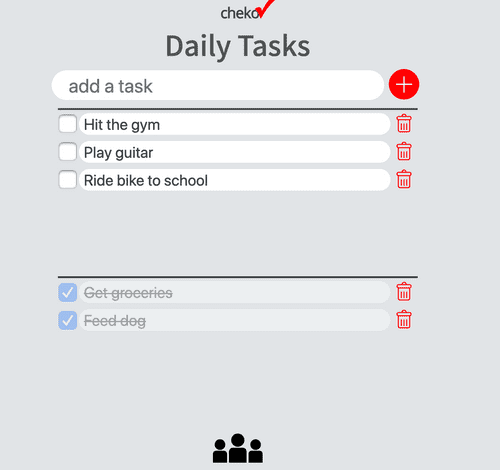 cheko
Daily Tasks
add a task
Hit the gym
Play guitar
Ride bike to school
Get groceries
Feed dog